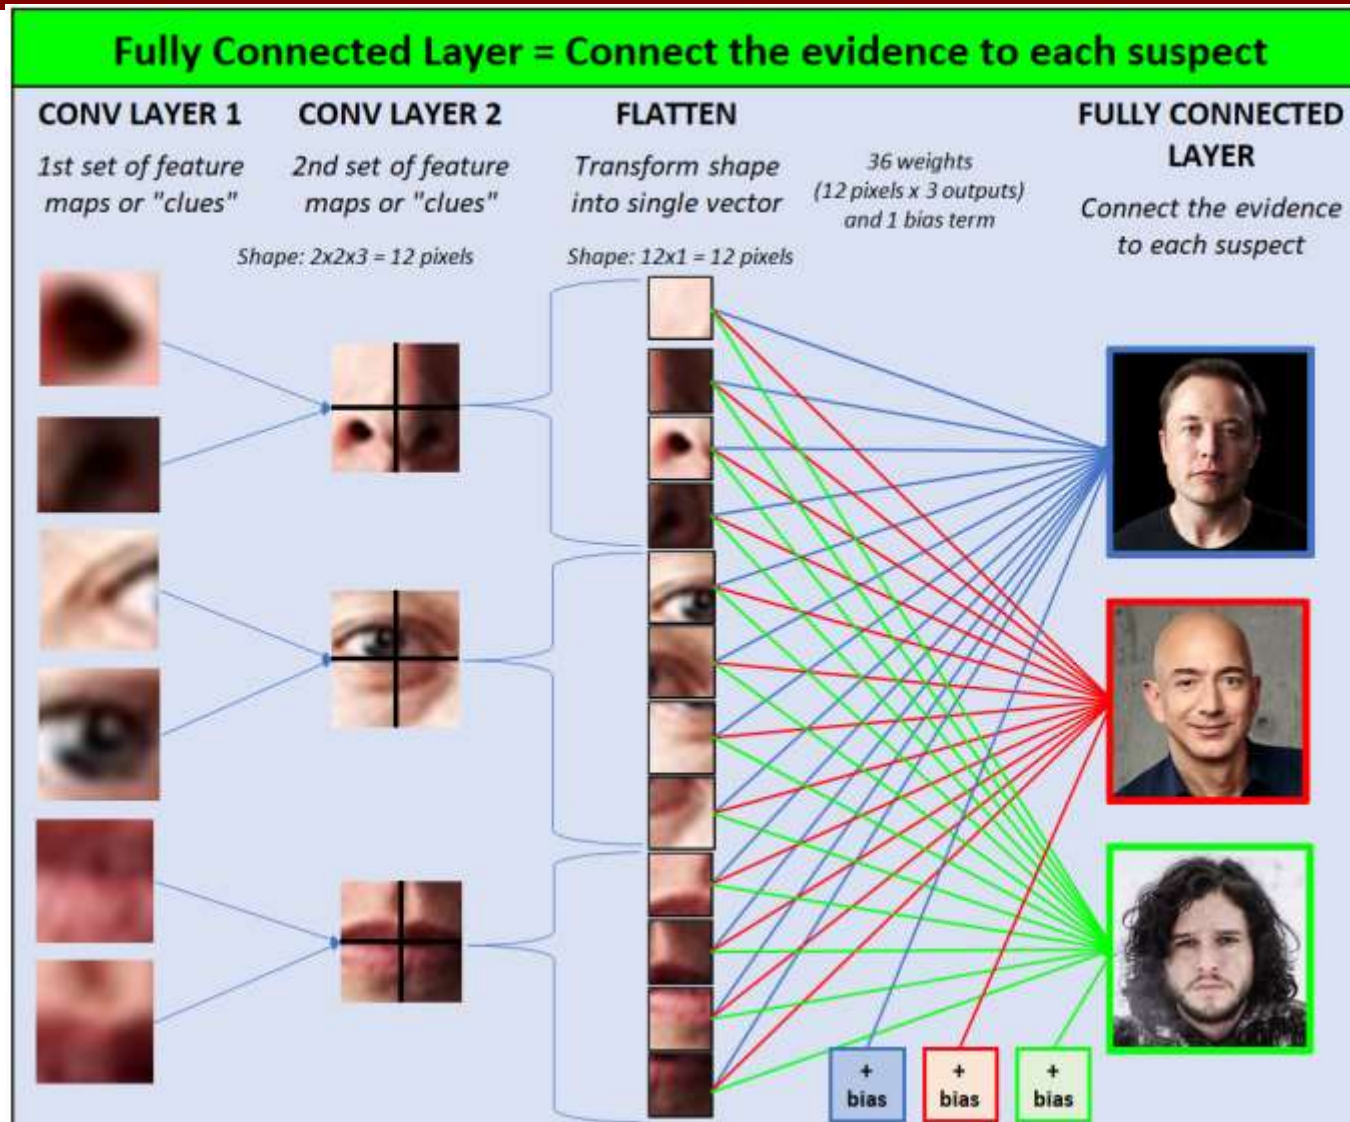 Fully Connected Layer = Connect the evidence to each suspect
CONV LAYER 1
1st set of feature
maps or "clues"
CONV LAYER 2
2nd set of feature
maps or "clues"
Shape: 2x2x3 = 12 pixels
FLATTEN
Transform shape
into single vector
Shape: 12x1 = 12 pixels
36 weights
(12 pixels x 3 outputs)
and 1 bias term
FULLY CONNECTED
LAYER
Connect the evidence
to each suspect
+
bias
+
bias
+
bias